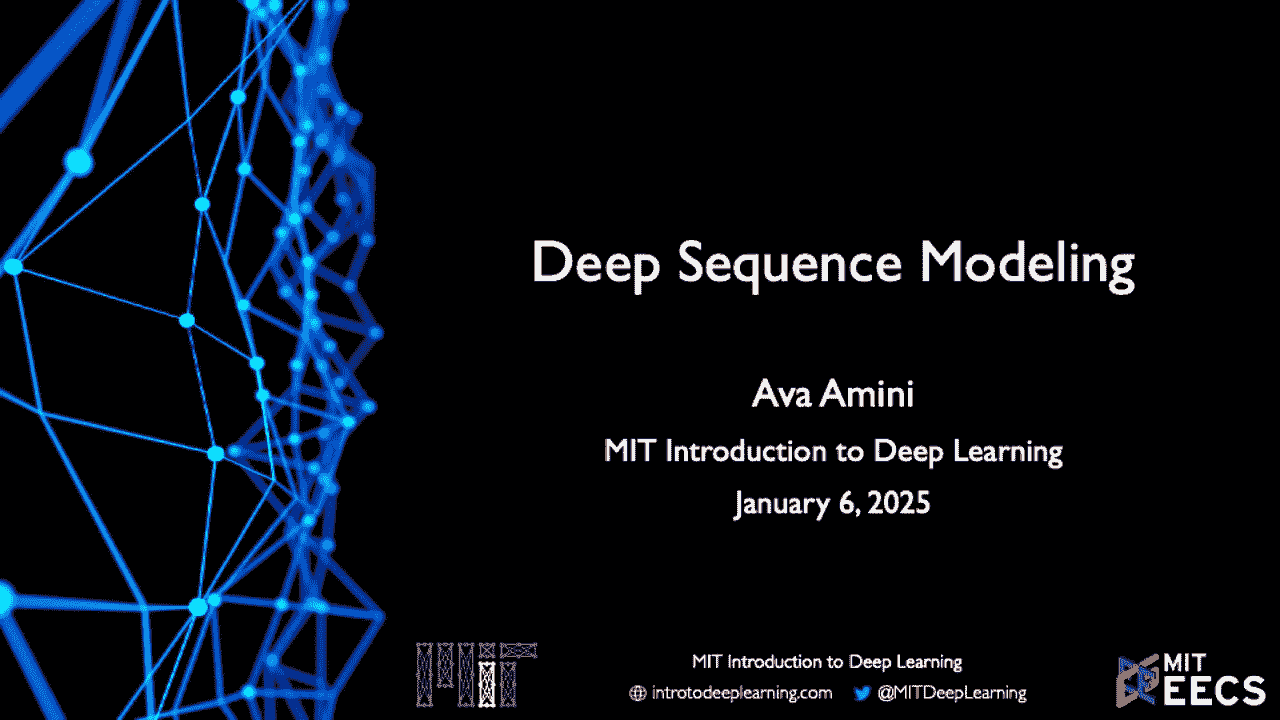 Deep Sequence Modeling
Ava Amini
MIT Introduction to Deep Learning
January 6, 2025
MIT
MIT Introduction to Deep Learning
introtodeeplearning.com @MITDeepLearning
MIT
EECS